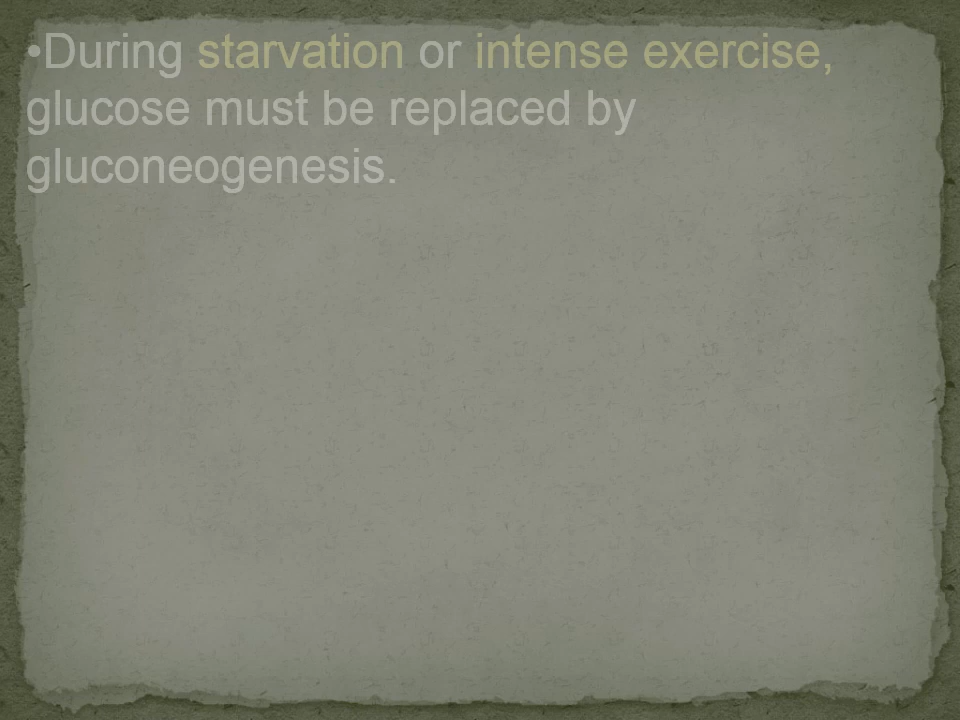 •During starvation or intense exercise,
glucose must be replaced by
gluconeogenesis.